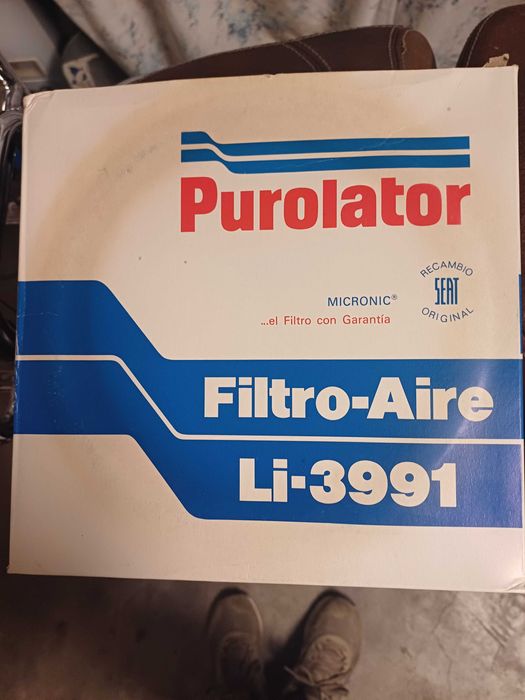 Purolator
RECAMBIO
SEAT
ORIGINAL
MICRONIC®
...el Filtro con Garantía
Filtro-Aire
Li-3991